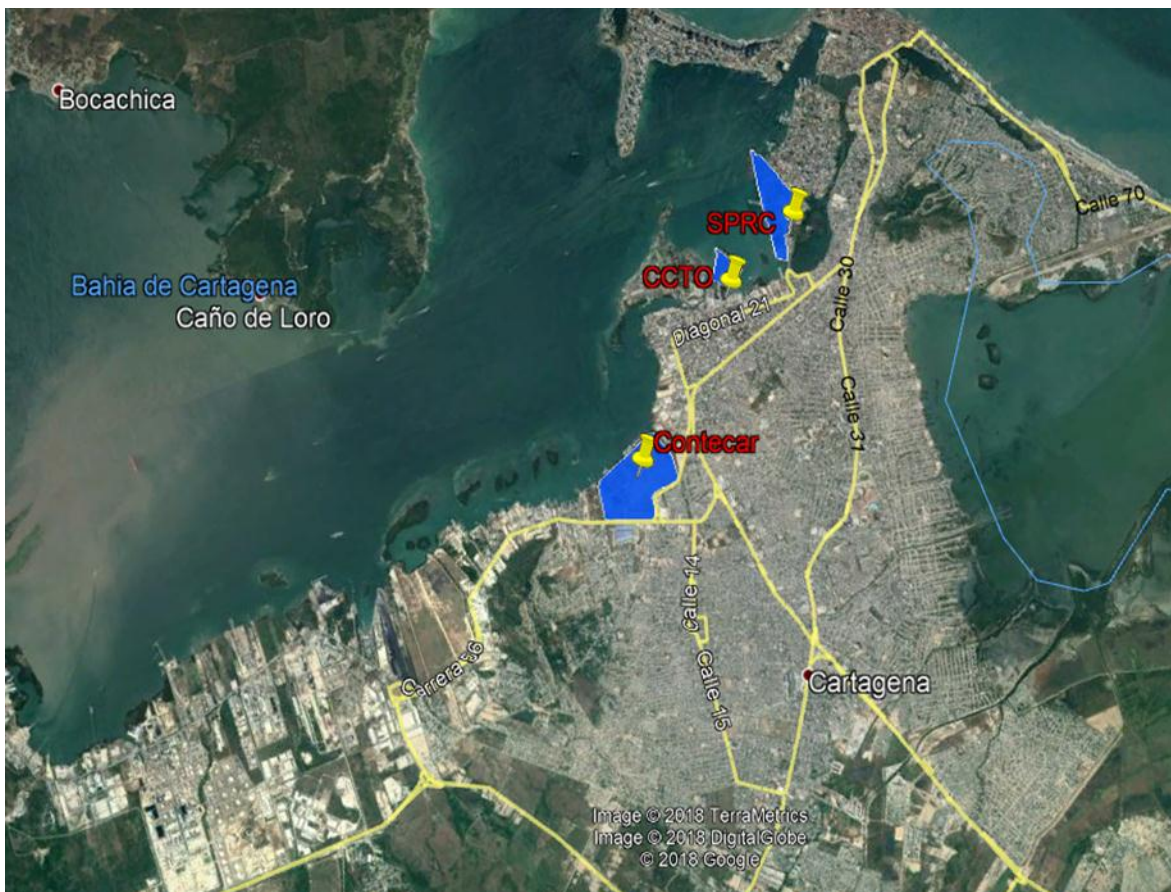 Bocachica
Calle 70
SPRC
Bahia de Cartagena
CCTO
Calle 30
Caño de Loro
Diagonal 21
Calle 31
Contecar
Calle 14
Carrera 56
Calle 15
Cartagena
Image © 2018 TerraMetrics
Image © 2018 DigitalGlobe
© 2018 Google